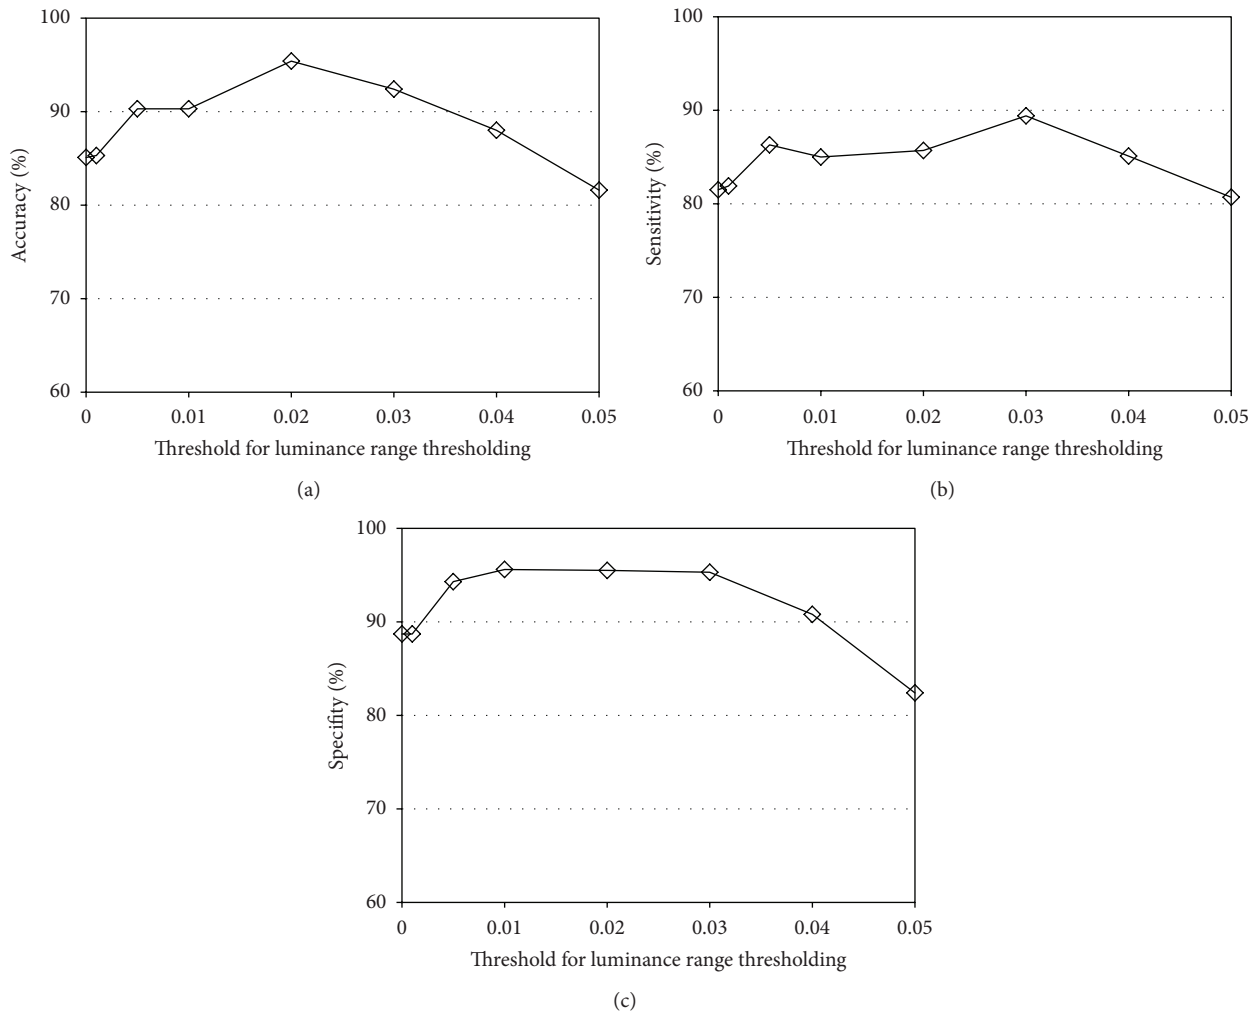 100
90
80
70
60
Accuracy (%)
0 0.01 0.02 0.03 0.04 0.05
Threshold for luminance range thresholding
(a)
100
90
80
70
60
Sensitivity (%)
0 0.01 0.02 0.03 0.04 0.05
Threshold for luminance range thresholding
(b)
100
90
80
70
60
Specifity (%)
0 0.01 0.02 0.03 0.04 0.05
Threshold for luminance range thresholding
(c)